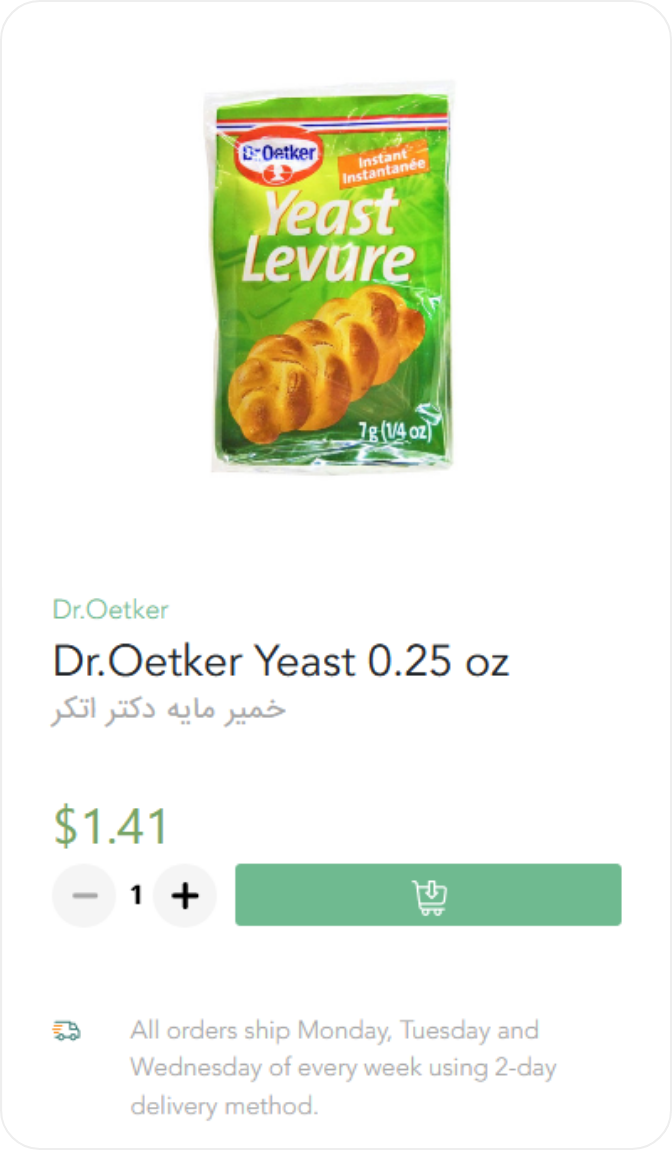 Dr.Oetker
Instant
Instantanée
Yeast
Levure
7g (1/4 oz)
Dr.Oetker
Dr.Oetker Yeast 0.25 oz
خمیر مایه دکتر اتکر
$1.41
1
All orders ship Monday, Tuesday and
Wednesday of every week using 2-day
delivery method.